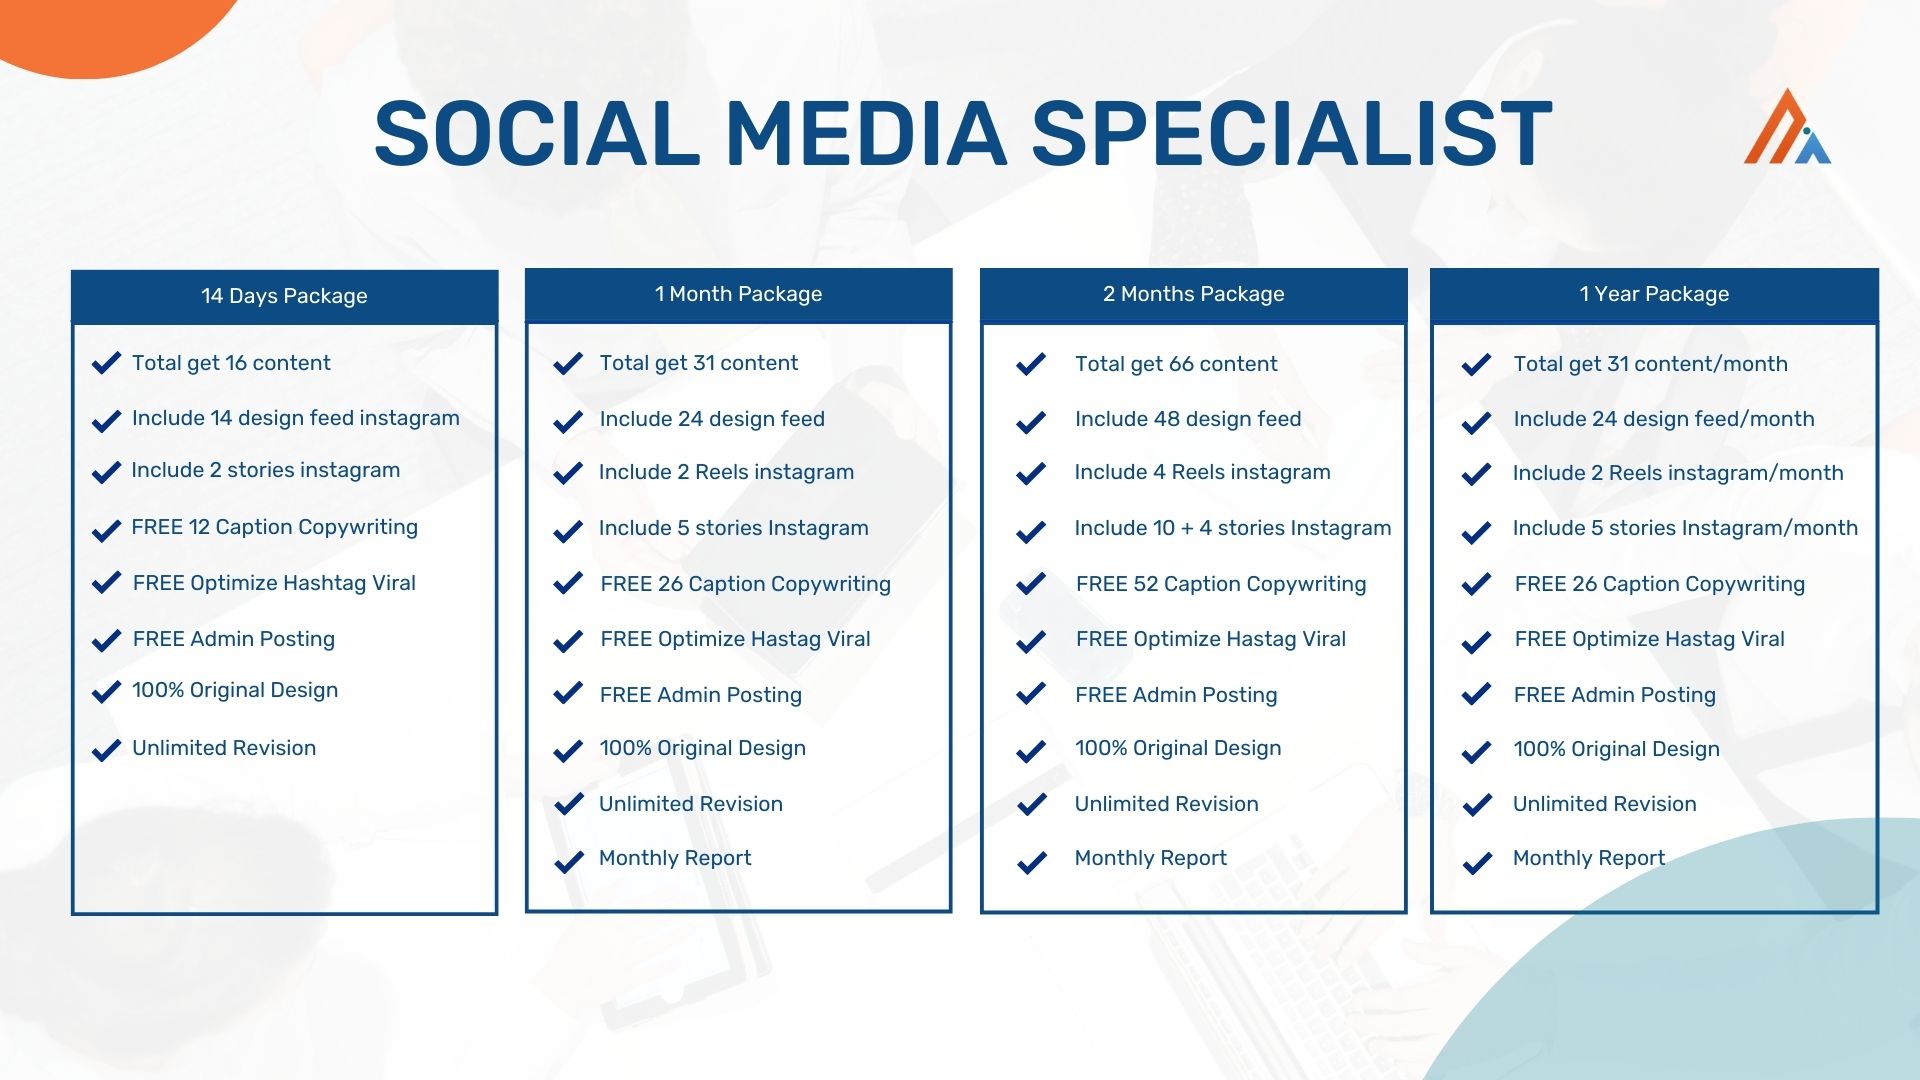 SOCIAL MEDIA SPECIALIST
14 Days Package
Total get 16 content
Include 14 design feed instagram
Include 2 stories instagram
FREE 12 Caption Copywriting
FREE Optimize Hashtag Viral
FREE Admin Posting
100% Original Design
Unlimited Revision
1 Month Package
Total get 31 content
Include 24 design feed
Include 2 Reels instagram
Include 5 stories Instagram
FREE 26 Caption Copywriting
FREE Optimize Hastag Viral
FREE Admin Posting
100% Original Design
Unlimited Revision
Monthly Report
2 Months Package
Total get 66 content
Include 48 design feed
Include 4 Reels instagram
Include 10 + 4 stories Instagram
FREE 52 Caption Copywriting
FREE Optimize Hastag Viral
FREE Admin Posting
100% Original Design
Unlimited Revision
Monthly Report
1 Year Package
Total get 31 content/month
Include 24 design feed/month
Include 2 Reels instagram/month
Include 5 stories Instagram/month
FREE 26 Caption Copywriting
FREE Optimize Hastag Viral
FREE Admin Posting
100% Original Design
Unlimited Revision
Monthly Report